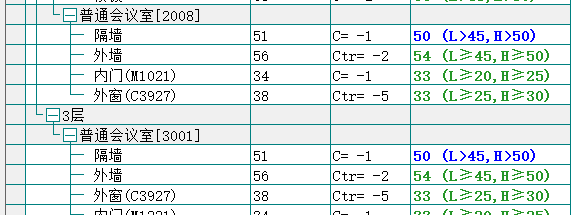 普通会议室[2008]
隔墙 51 C= -1 50 (L>45,H>50)
外墙 56 Ctr= -2 54 (L≥45,H≥50)
内门(M1021) 34 C= -1 33 (L≥20,H≥25)
外窗(C3927) 38 Ctr= -5 33 (L≥25,H≥30)
3层
普通会议室[3001]
隔墙 51 C= -1 50 (L>45,H>50)
外墙 56 Ctr= -2 54 (L≥45,H≥50)
外窗(C3927) 38 Ctr= -5 33 (L≥25,H≥30)